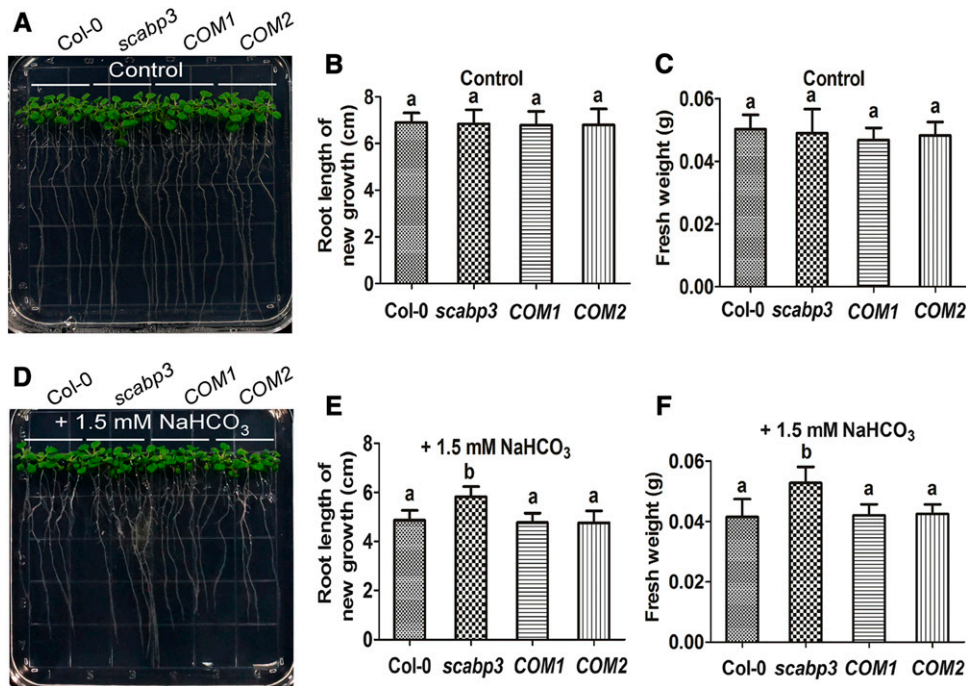 A
Col-0 scabp3 COM1 COM2
Control
B
Control
Root length of
new growth (cm)
8
6
4
2
0
a a a a
Col-0 scabp3 COM1 COM2
C
Control
Fresh weight (g)
0.06
0.04
0.02
0.00
a a a a
Col-0 scabp3 COM1 COM2
D
Col-0 scabp3 COM1 COM2
+ 1.5 mM NaHCO₃
E
+ 1.5 mM NaHCO₃
Root length of
new growth (cm)
8
6
4
2
0
a b a a
Col-0 scabp3 COM1 COM2
F
+ 1.5 mM NaHCO₃
Fresh weight (g)
0.06
0.04
0.02
0.00
a b a a
Col-0 scabp3 COM1 COM2